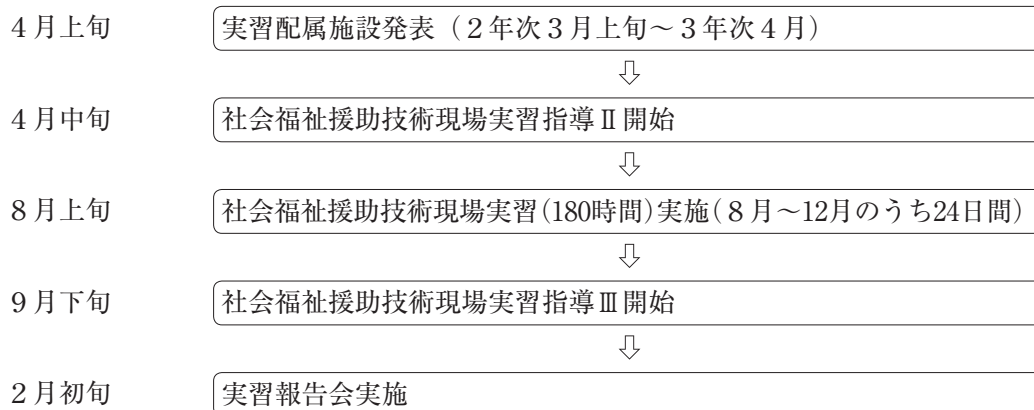 4月上旬 実習配属施設発表（２年次３月上旬～３年次４月）
⇩
4月中旬 社会福祉援助技術現場実習指導Ⅱ開始
⇩
8月上旬 社会福祉援助技術現場実習(180時間)実施(８月～12月のうち24日間)
⇩
9月下旬 社会福祉援助技術現場実習指導Ⅲ開始
⇩
2月初旬 実習報告会実施